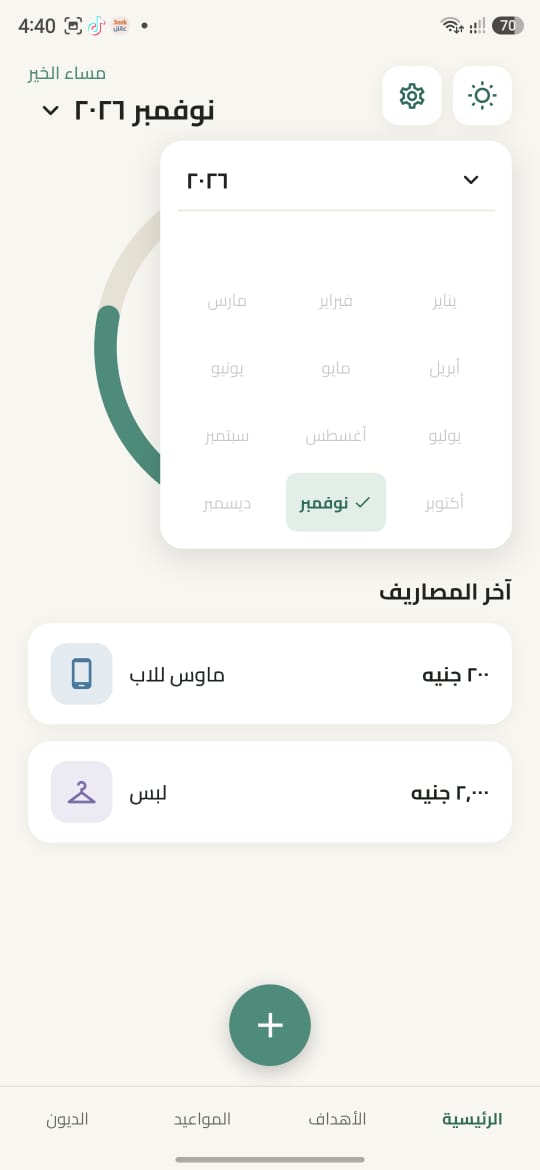 4:40
70
مساء الخير
نوفمبر ٢٠٢٦
٢٠٢٦
يناير فبراير مارس
أبريل مايو يونيو
يوليو أغسطس سبتمبر
أكتوبر نوفمبر ديسمبر
آخر المصاريف
ماوس للاب ٢٠٠ جنيه
لبس ٢,٠٠٠ جنيه
الرئيسية الأهداف المواعيد الديون